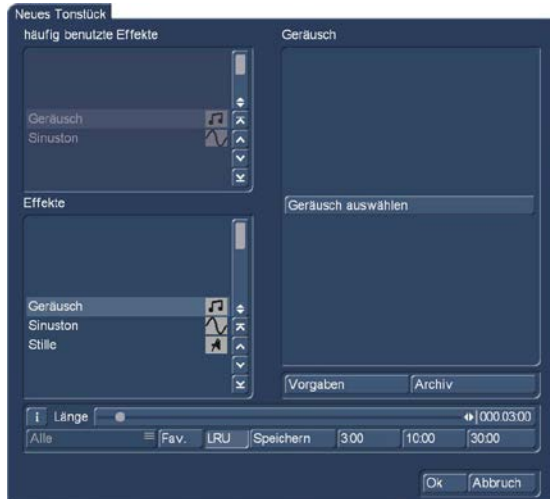 Neues Tonstück
häufig benutzte Effekte
Geräusch
Sinuston
Effekte
Geräusch
Sinuston
Stille
Geräusch
Geräusch auswählen
Vorgaben Archiv
i Länge 000.03:00
Alle Fav. LRU Speichern 3:00 10:00 30:00
Ok Abbruch